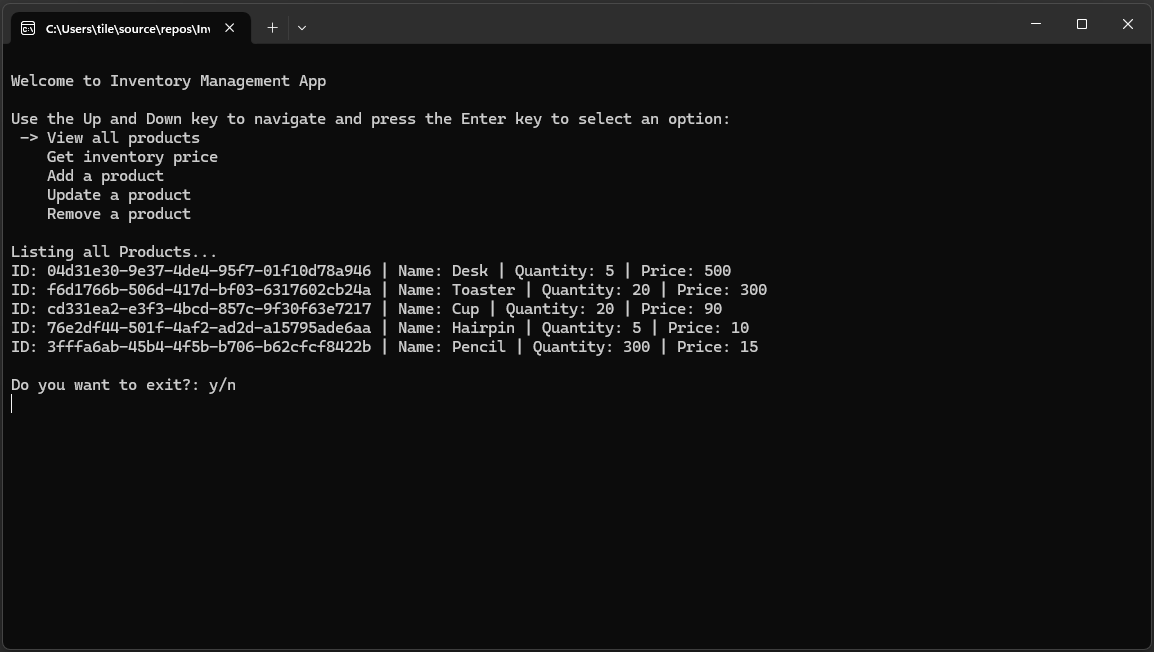 C:\Users\tile\source\repos\Inv
Welcome to Inventory Management App
Use the Up and Down key to navigate and press the Enter key to select an option:
-> View all products
Get inventory price
Add a product
Update a product
Remove a product
Listing all Products...
ID: 04d31e30-9e37-4de4-95f7-01f10d78a946 | Name: Desk | Quantity: 5 | Price: 500
ID: f6d1766b-506d-417d-bf03-6317602cb24a | Name: Toaster | Quantity: 20 | Price: 300
ID: cd331ea2-e3f3-4bcd-857c-9f30f63e7217 | Name: Cup | Quantity: 20 | Price: 90
ID: 76e2df44-501f-4af2-ad2d-a15795ade6aa | Name: Hairpin | Quantity: 5 | Price: 10
ID: 3fffa6ab-45b4-4f5b-b706-b62cfcf8422b | Name: Pencil | Quantity: 300 | Price: 15
Do you want to exit?: y/n